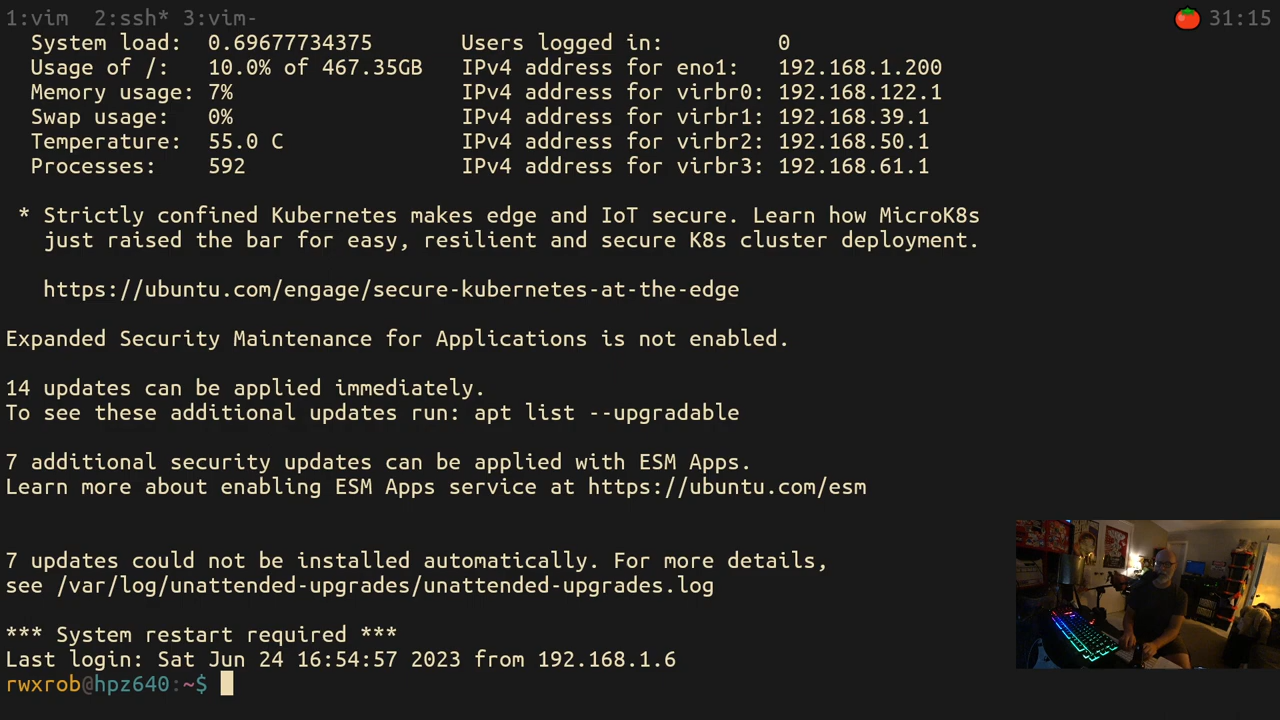 1:vim  2:ssh* 3:vim-
🍅 31:15
System load:  0.69677734375       Users logged in:         0
Usage of /:   10.0% of 467.35GB   IPv4 address for eno1:   192.168.1.200
Memory usage: 7%                  IPv4 address for virbr0: 192.168.122.1
Swap usage:   0%                  IPv4 address for virbr1: 192.168.39.1
Temperature:  55.0 C              IPv4 address for virbr2: 192.168.50.1
Processes:    592                 IPv4 address for virbr3: 192.168.61.1
* Strictly confined Kubernetes makes edge and IoT secure. Learn how MicroK8s
just raised the bar for easy, resilient and secure K8s cluster deployment.
https://ubuntu.com/engage/secure-kubernetes-at-the-edge
Expanded Security Maintenance for Applications is not enabled.
14 updates can be applied immediately.
To see these additional updates run: apt list --upgradable
7 additional security updates can be applied with ESM Apps.
Learn more about enabling ESM Apps service at https://ubuntu.com/esm
7 updates could not be installed automatically. For more details,
see /var/log/unattended-upgrades/unattended-upgrades.log
*** System restart required ***
Last login: Sat Jun 24 16:54:57 2023 from 192.168.1.6
rwxrob@hpz640:~$